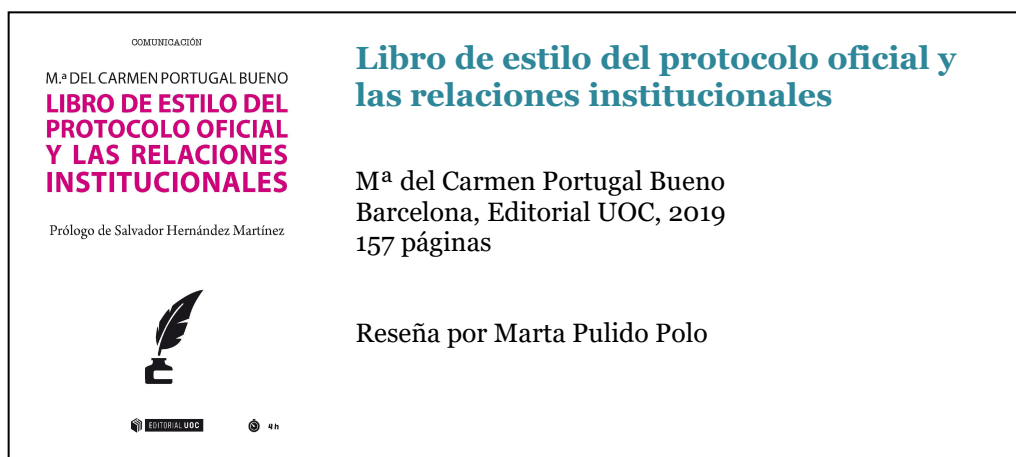 COMUNICACIÓN
M.ª DEL CARMEN PORTUGAL BUENO
LIBRO DE ESTILO DEL
PROTOCOLO OFICIAL
Y LAS RELACIONES
INSTITUCIONALES
Prólogo de Salvador Hernández Martínez
EDITORIAL UOC
4 h
Libro de estilo del protocolo oficial y
las relaciones institucionales
Mª del Carmen Portugal Bueno
Barcelona, Editorial UOC, 2019
157 páginas
Reseña por Marta Pulido Polo